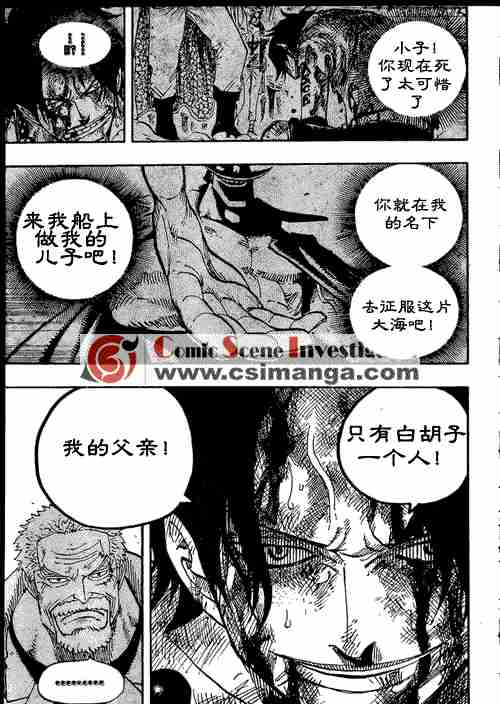 小子!
你现在死
了太可惜
了
你就在我
的名下
去征服这片
大海吧!
来我船上
做我的
儿子吧!
Comic Scene Investiga
www.csimanga.com
只有白胡子
一个人!
我的父亲!